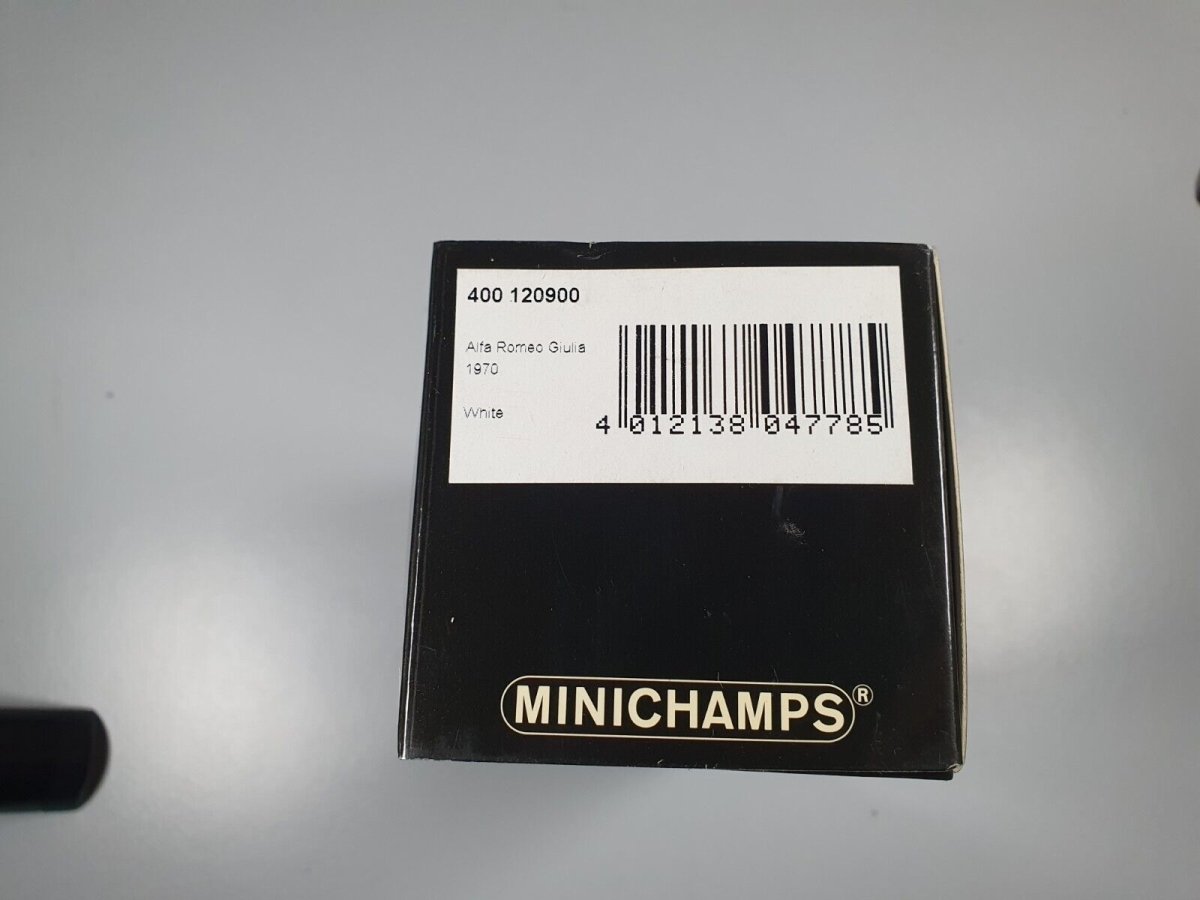 400 120900
Alfa Romeo Giulia
1970
White
4 012138 047785
MINICHAMPS®